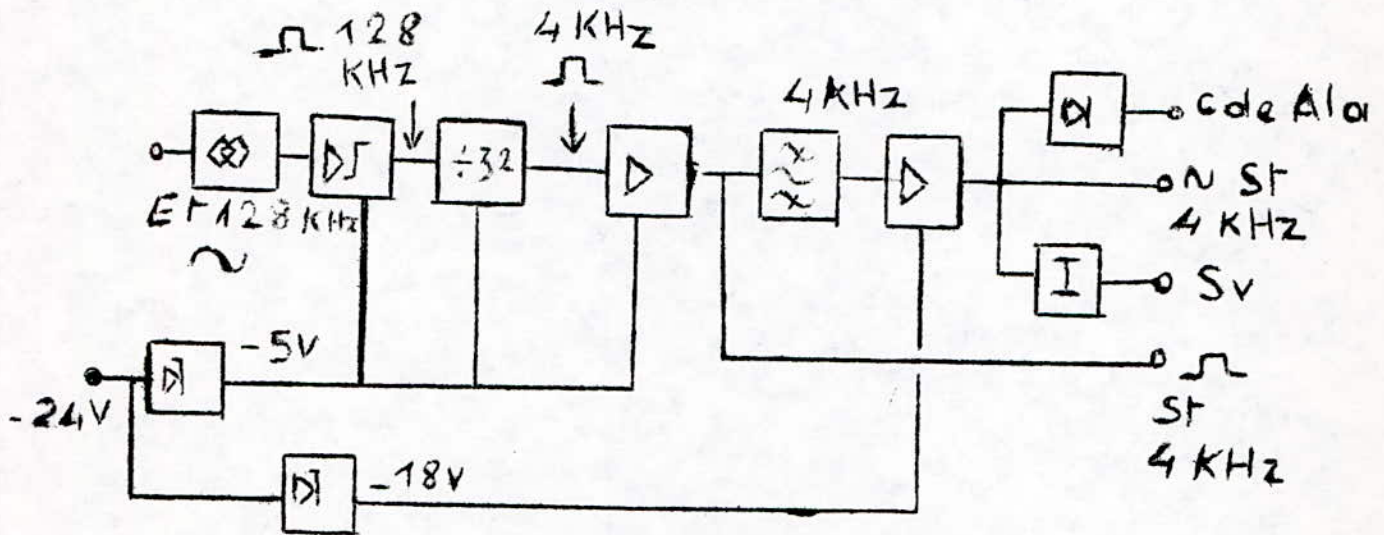 128
KHz
4 KHz
4 KHz
÷32
Cde Ala
Et 128 KHz
~ St
4 KHz
I
Sv
-5V
-24V
St
4 KHz
-18V